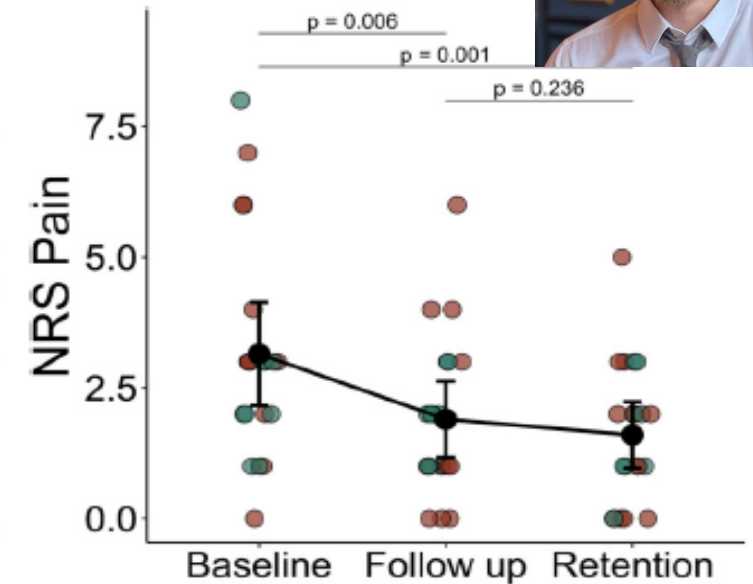 p = 0.006
p = 0.001
p = 0.236
NRS Pain
7.5
5.0
2.5
0.0
Baseline Follow up Retention